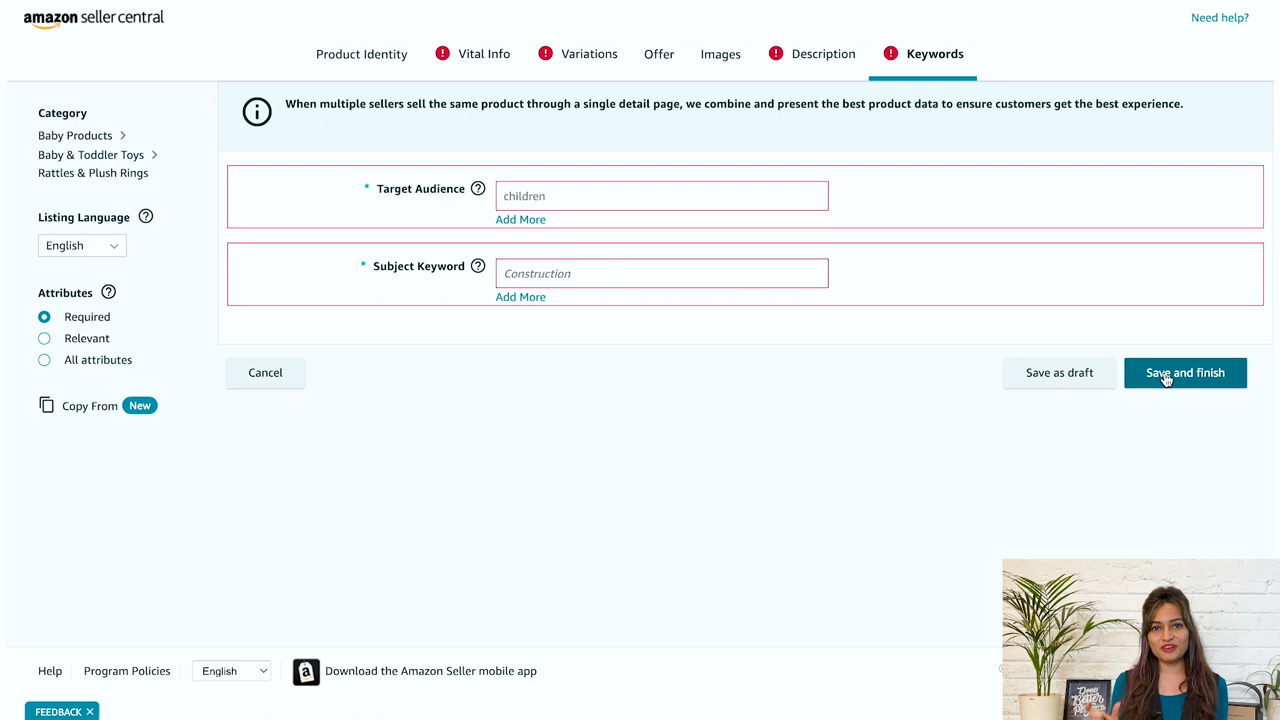 amazon seller central
Need help?
Product Identity
Vital Info
Variations
Offer
Images
Description
Keywords
When multiple sellers sell the same product through a single detail page, we combine and present the best product data to ensure customers get the best experience.
Category
Baby Products
Baby & Toddler Toys
Rattles & Plush Rings
Listing Language
English
Attributes
Required
Relevant
All attributes
Copy From New
* Target Audience
children
Add More
* Subject Keyword
Construction
Add More
Cancel
Save as draft
Save and finish
Help
Program Policies
English
a
Download the Amazon Seller mobile app
FEEDBACK
Done
Better